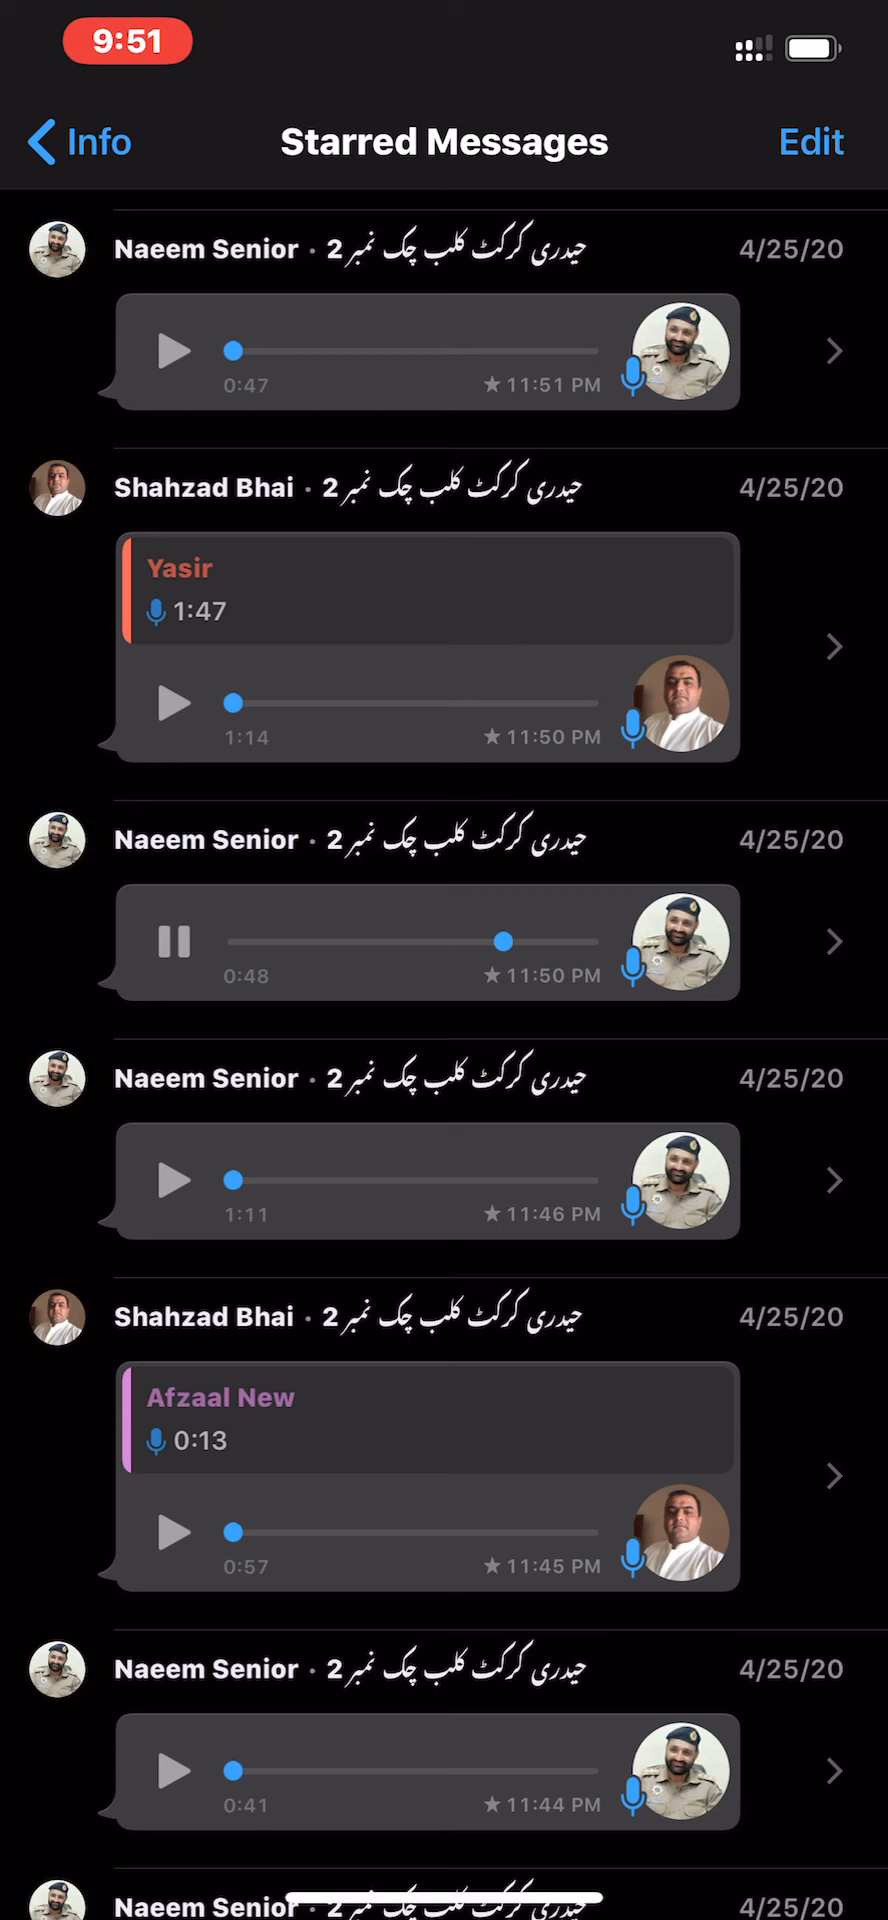 9:51
Info
Starred Messages
Edit
Naeem Senior · حیدری کرکٹ کلب چک نمبر 2
4/25/20
0:47
★ 11:51 PM
Shahzad Bhai · حیدری کرکٹ کلب چک نمبر 2
4/25/20
Yasir
1:47
1:14
★ 11:50 PM
Naeem Senior · حیدری کرکٹ کلب چک نمبر 2
4/25/20
0:48
★ 11:50 PM
Naeem Senior · حیدری کرکٹ کلب چک نمبر 2
4/25/20
1:11
★ 11:46 PM
Shahzad Bhai · حیدری کرکٹ کلب چک نمبر 2
4/25/20
Afzaal New
0:13
0:57
★ 11:45 PM
Naeem Senior · حیدری کرکٹ کلب چک نمبر 2
4/25/20
0:41
★ 11:44 PM
Naeem Senior · حیدری کرکٹ کلب چک نمبر 2
4/25/20